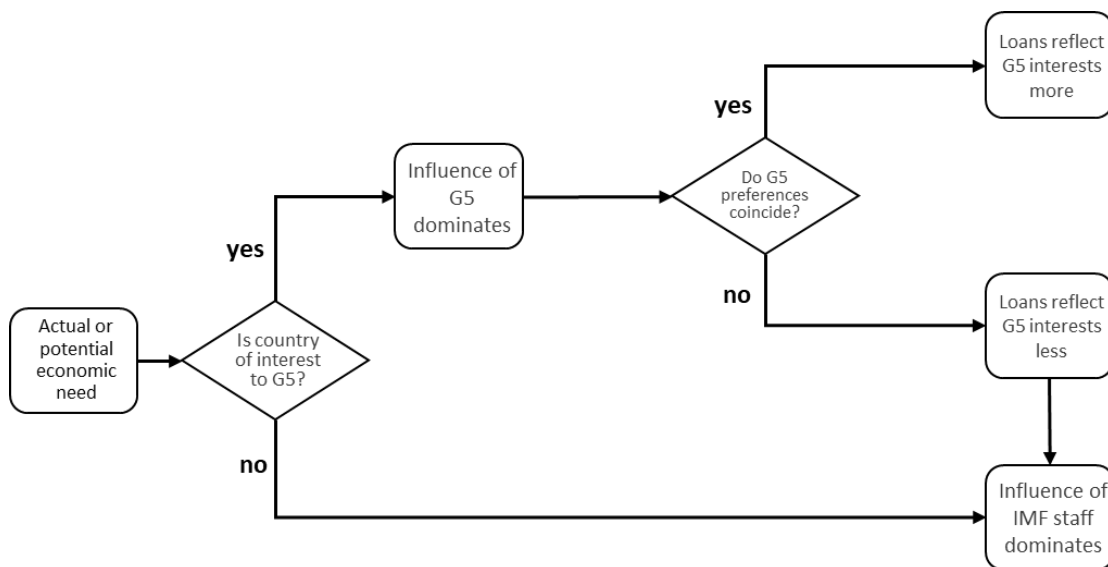 Actual or
potential
economic
need
Is country
of interest
to G5?
yes
no
Influence of
G5
dominates
Do G5
preferences
coincide?
yes
no
Loans reflect
G5 interests
more
Loans reflect
G5 interests
less
Influence of
IMF staff
dominates